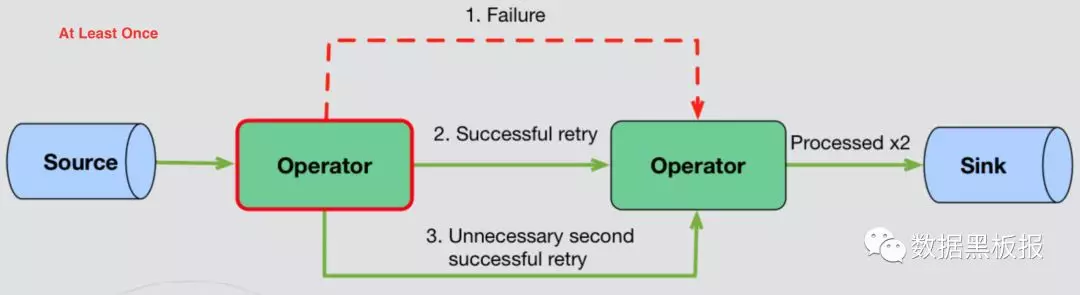 At Least Once
1. Failure
Source
Operator
2. Successful retry
Operator
Processed x2
Sink
3. Unnecessary second
successful retry
数据黑板报